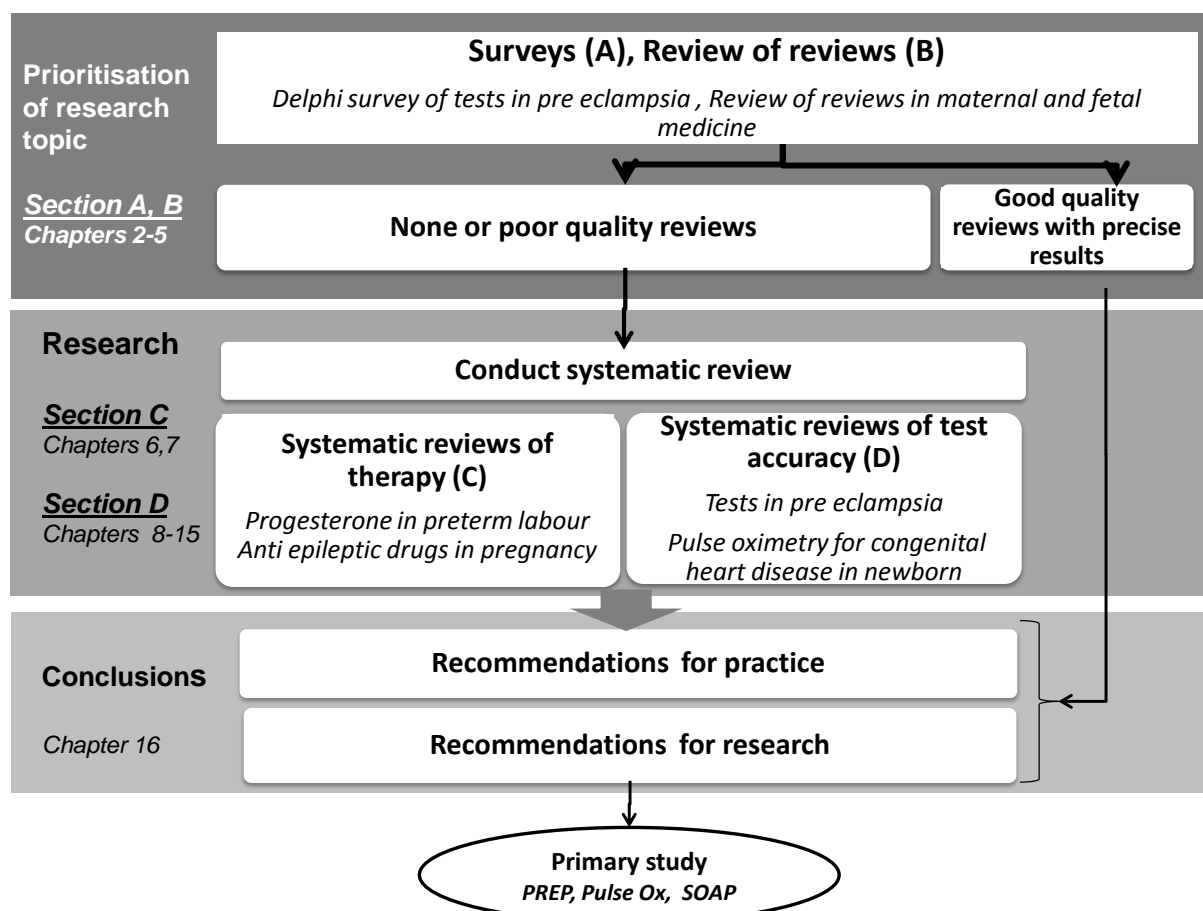 Prioritisation
of research
topic
Section A, B
Chapters 2-5
Surveys (A), Review of reviews (B)
Delphi survey of tests in pre eclampsia , Review of reviews in maternal and fetal
medicine
None or poor quality reviews
Good quality
reviews with precise
results
Research
Section C
Chapters 6,7
Section D
Chapters 8-15
Conduct systematic review
Systematic reviews of
therapy (C)
Progesterone in preterm labour
Anti epileptic drugs in pregnancy
Systematic reviews of test
accuracy (D)
Tests in pre eclampsia
Pulse oximetry for congenital
heart disease in newborn
Conclusions
Chapter 16
Recommendations for practice
Recommendations for research
Primary study
PREP, Pulse Ox, SOAP